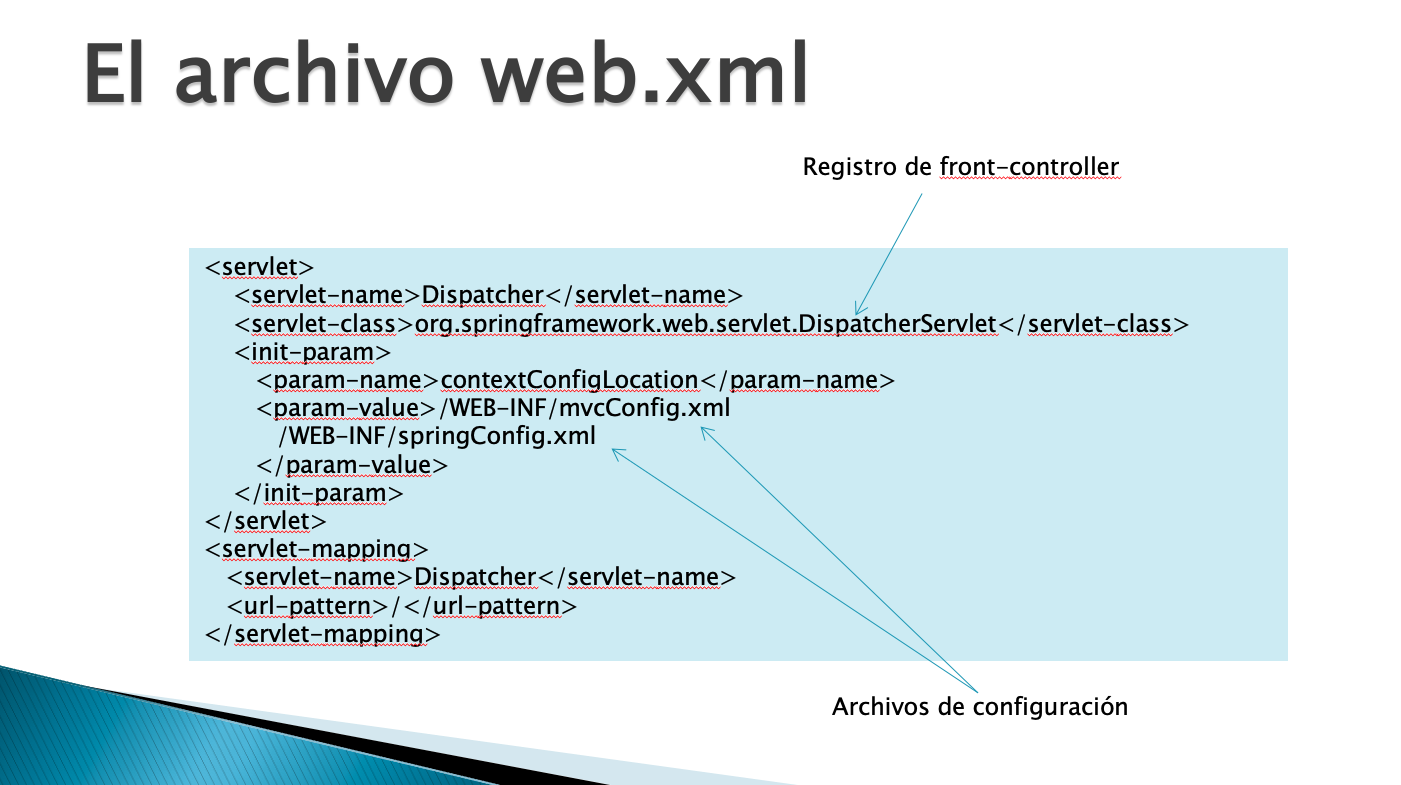 El archivo web.xml
Registro de front-controller
<servlet>
<servlet-name>Dispatcher</servlet-name>
<servlet-class>org.springframework.web.servlet.DispatcherServlet</servlet-class>
<init-param>
<param-name>contextConfigLocation</param-name>
<param-value>/WEB-INF/mvcConfig.xml
/WEB-INF/springConfig.xml
</param-value>
</init-param>
</servlet>
<servlet-mapping>
<servlet-name>Dispatcher</servlet-name>
<url-pattern>/</url-pattern>
</servlet-mapping>
Archivos de configuración